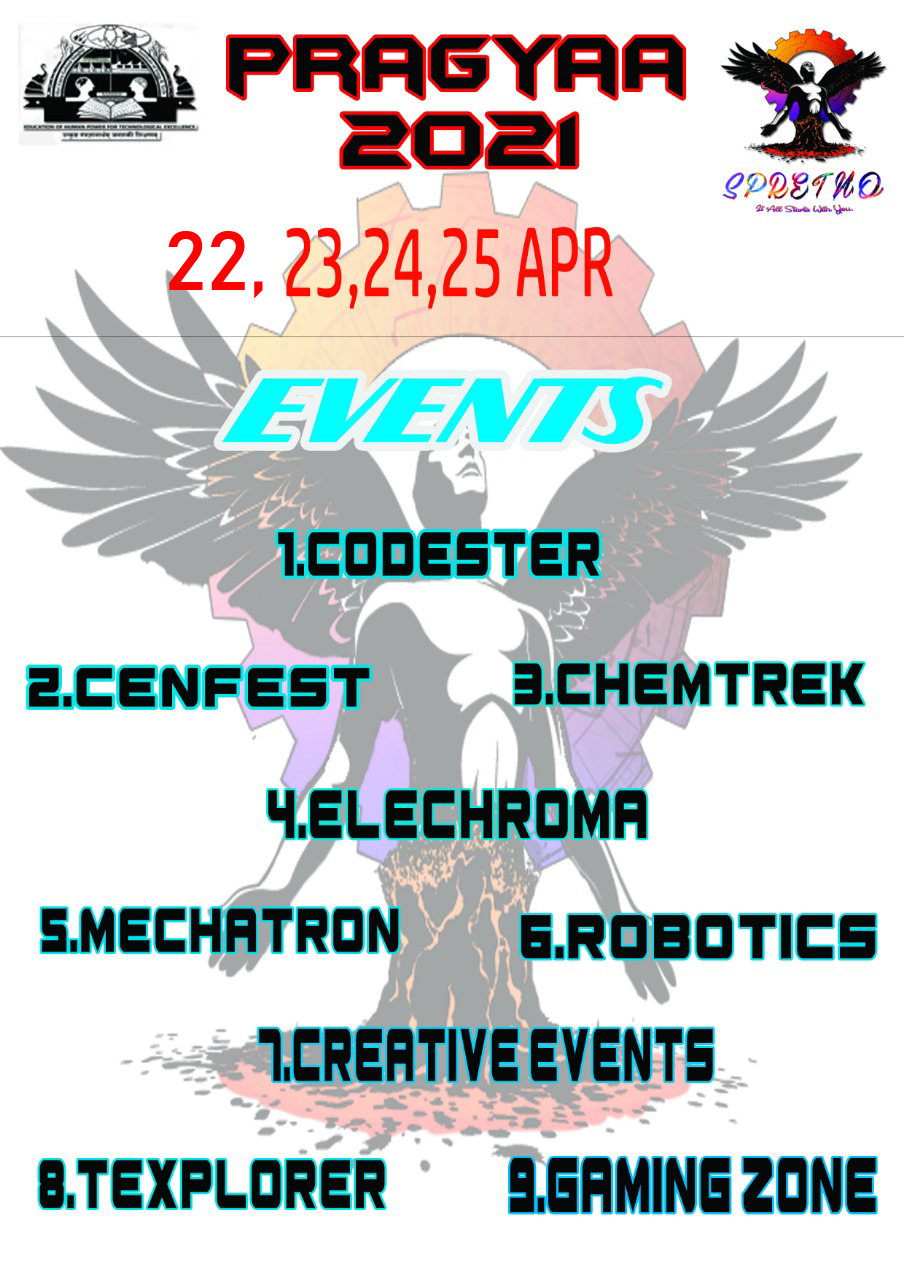 PRAGYAA
2021
EDUCATION OF HUMAN POWER FOR TECHNOLOGICAL EXCELLENCE
SPRETNO
It All Starts With You.
22, 23,24,25 APR
EVENTS
1.CODESTER
2.CENFEST
3.CHEMTREK
4.ELECHROMA
5.MECHATRON
6.ROBOTICS
7.CREATIVE EVENTS
8.TEXPLORER
9.GAMING ZONE